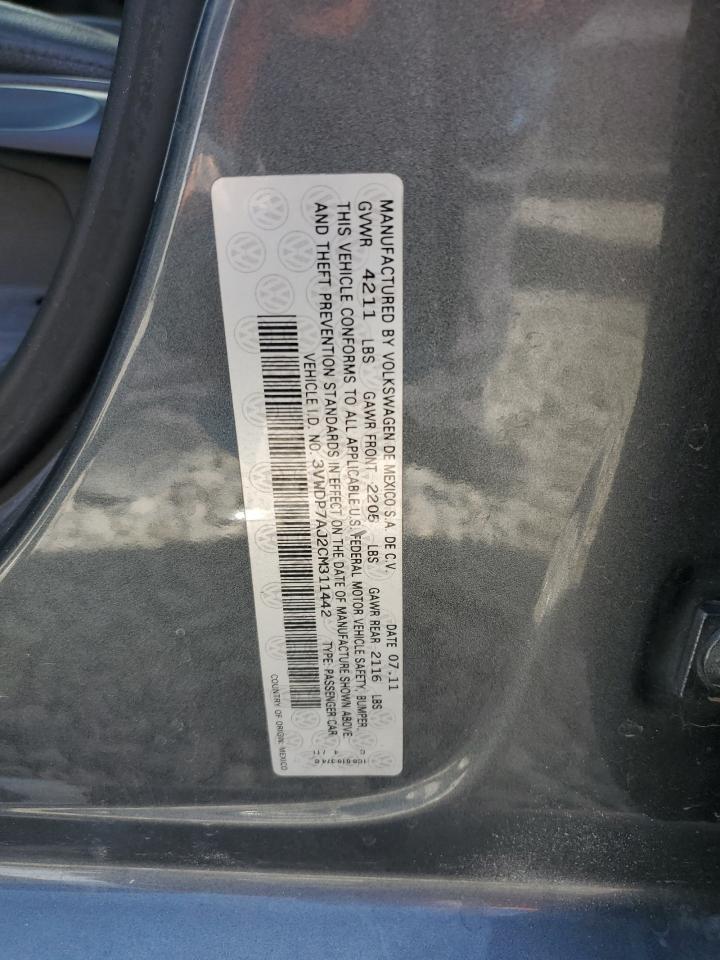 MANUFACTURED BY VOLKSWAGEN DE MEXICO S.A. DE C.V. DATE 07.11
GVWR 4211 LBS GAWR FRONT 2205 LBS GAWR REAR 2116 LBS
THIS VEHICLE CONFORMS TO ALL APPLICABLE U.S. FEDERAL MOTOR VEHICLE SAFETY, BUMPER
AND THEFT PREVENTION STANDARDS IN EFFECT ON THE DATE OF MANUFACTURE SHOWN ABOVE.
VEHICLE I.D. NO. 3VWDP7AJ2CM311442 TYPE: PASSENGER CAR
COUNTRY OF ORIGIN: MEXICO